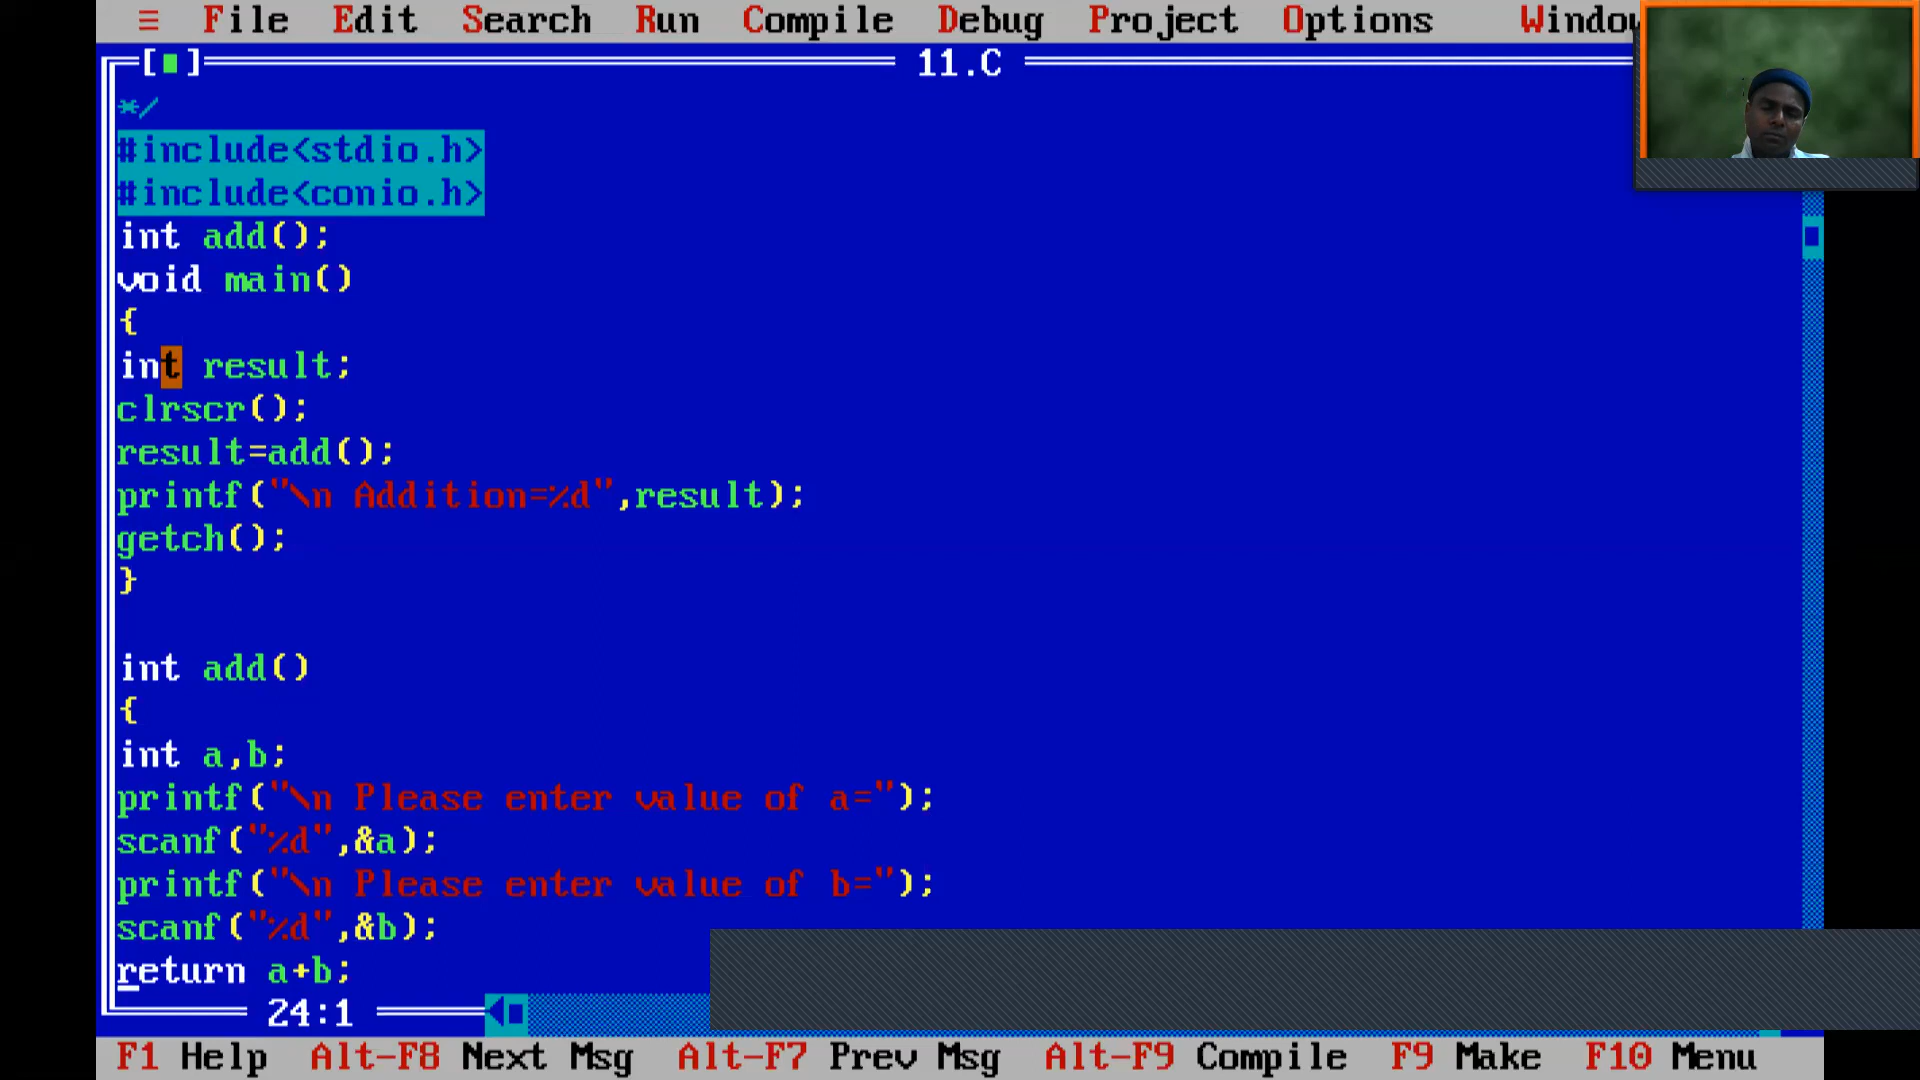 ≡ File Edit Search Run Compile Debug Project Options Window
[■] 11.C
*/
#include<stdio.h>
#include<conio.h>
int add();
void main()
{
int result;
clrscr();
result=add();
printf("\n Addition=%d",result);
getch();
}
int add()
{
int a,b;
printf("\n Please enter value of a=");
scanf("%d",&a);
printf("\n Please enter value of b=");
scanf("%d",&b);
return a+b;
24:1
F1 Help Alt-F8 Next Msg Alt-F7 Prev Msg Alt-F9 Compile F9 Make F10 Menu